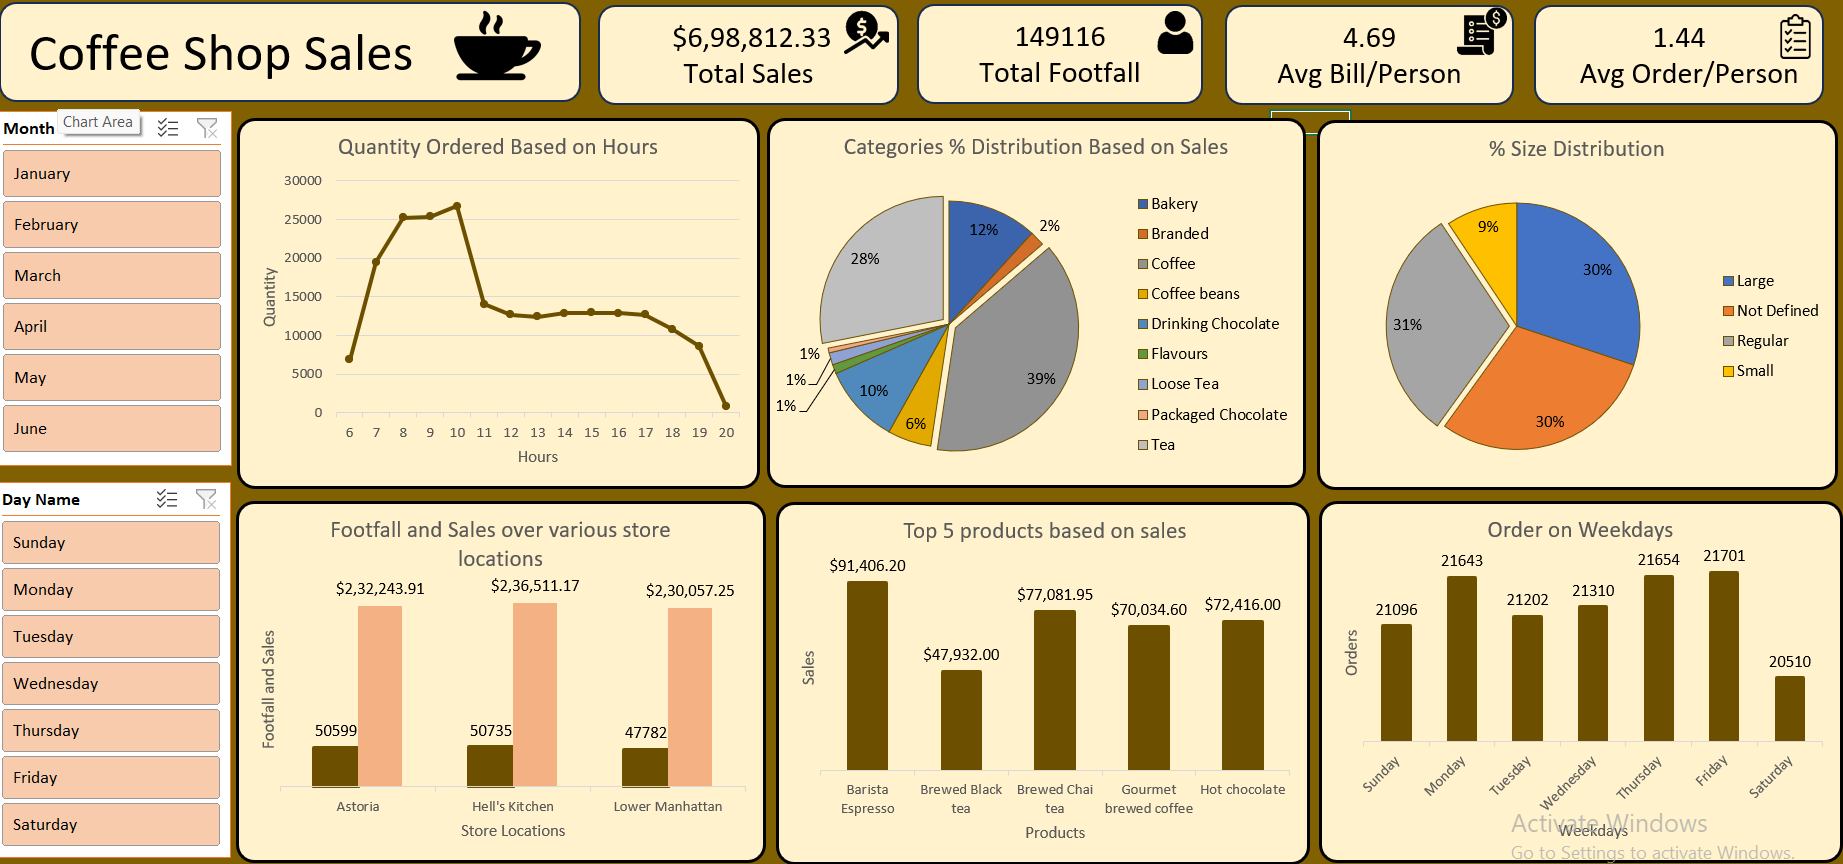 Coffee Shop Sales
$6,98,812.33
Total Sales
149116
Total Footfall
4.69
Avg Bill/Person
1.44
Avg Order/Person
Month
Chart Area
January
February
March
April
May
June
Day Name
Sunday
Monday
Tuesday
Wednesday
Thursday
Friday
Saturday
Quantity Ordered Based on Hours
Quantity
30000
25000
20000
15000
10000
5000
0
6 7 8 9 10 11 12 13 14 15 16 17 18 19 20
Hours
Categories % Distribution Based on Sales
12%
2%
28%
39%
1%
1%
1%
10%
6%
Bakery
Branded
Coffee
Coffee beans
Drinking Chocolate
Flavours
Loose Tea
Packaged Chocolate
Tea
% Size Distribution
9%
30%
31%
30%
Large
Not Defined
Regular
Small
Footfall and Sales over various store
locations
Footfall and Sales
$2,32,243.91
$2,36,511.17
$2,30,057.25
50599
50735
47782
Astoria
Hell's Kitchen
Lower Manhattan
Store Locations
Top 5 products based on sales
Sales
$91,406.20
$47,932.00
$77,081.95
$70,034.60
$72,416.00
Barista
Espresso
Brewed Black
tea
Brewed Chai
tea
Gourmet
brewed coffee
Hot chocolate
Products
Order on Weekdays
Orders
21096
21643
21202
21310
21654
21701
20510
Sunday
Monday
Tuesday
Wednesday
Thursday
Friday
Saturday
Weekdays
Activate Windows
Go to Settings to activate Windows.